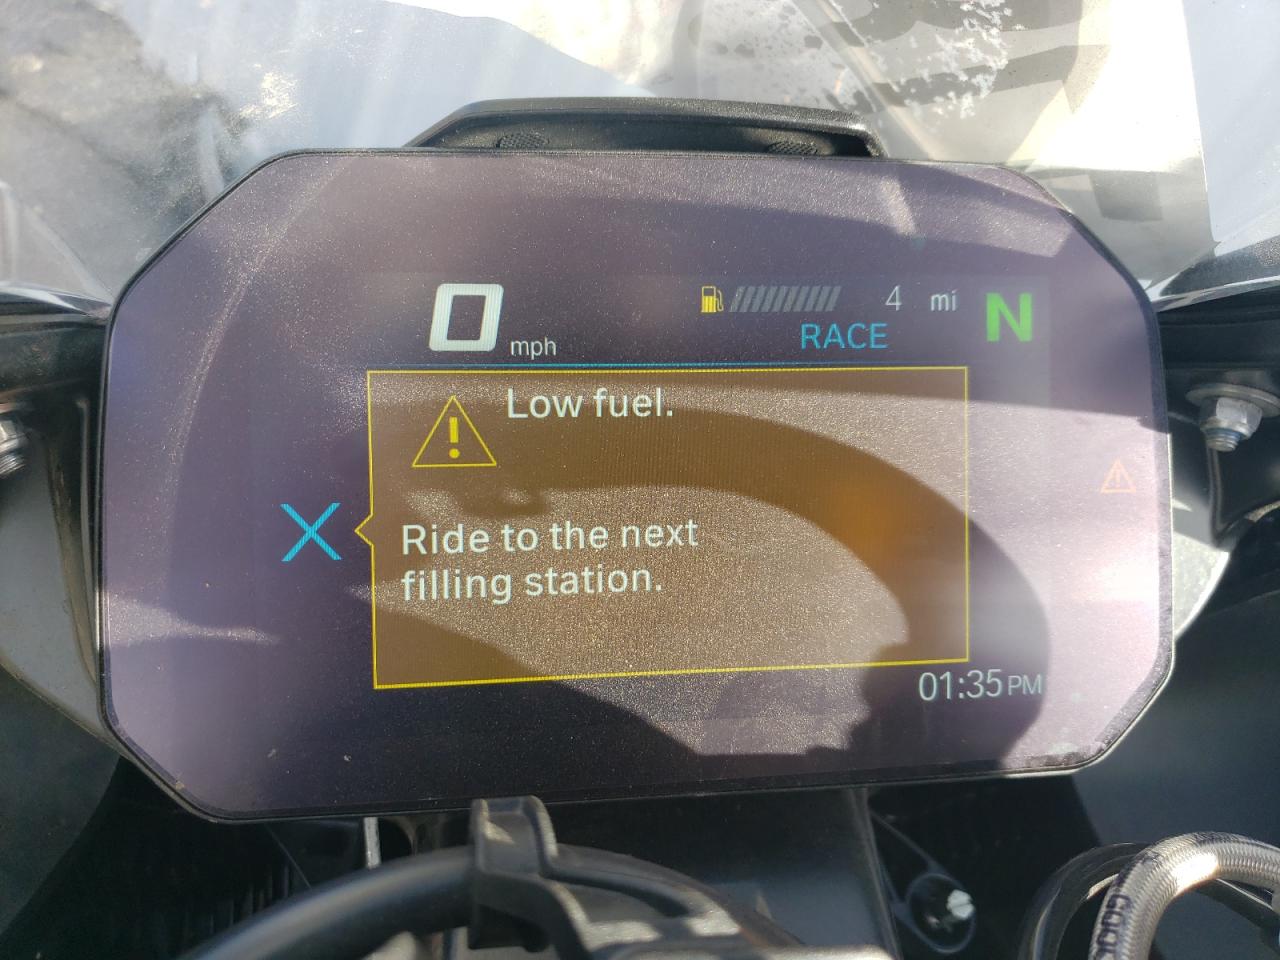 0 mph
4 mi
N
RACE
Low fuel.
Ride to the next
filling station.
01:35 PM